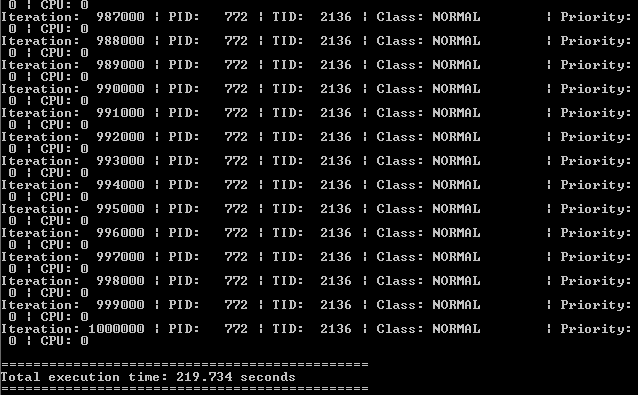 0 ¦ CPU: 0
Iteration:  987000 ¦ PID:   772 ¦ TID:  2136 ¦ Class: NORMAL        ¦ Priority:
 0 ¦ CPU: 0
Iteration:  988000 ¦ PID:   772 ¦ TID:  2136 ¦ Class: NORMAL        ¦ Priority:
 0 ¦ CPU: 0
Iteration:  989000 ¦ PID:   772 ¦ TID:  2136 ¦ Class: NORMAL        ¦ Priority:
 0 ¦ CPU: 0
Iteration:  990000 ¦ PID:   772 ¦ TID:  2136 ¦ Class: NORMAL        ¦ Priority:
 0 ¦ CPU: 0
Iteration:  991000 ¦ PID:   772 ¦ TID:  2136 ¦ Class: NORMAL        ¦ Priority:
 0 ¦ CPU: 0
Iteration:  992000 ¦ PID:   772 ¦ TID:  2136 ¦ Class: NORMAL        ¦ Priority:
 0 ¦ CPU: 0
Iteration:  993000 ¦ PID:   772 ¦ TID:  2136 ¦ Class: NORMAL        ¦ Priority:
 0 ¦ CPU: 0
Iteration:  994000 ¦ PID:   772 ¦ TID:  2136 ¦ Class: NORMAL        ¦ Priority:
 0 ¦ CPU: 0
Iteration:  995000 ¦ PID:   772 ¦ TID:  2136 ¦ Class: NORMAL        ¦ Priority:
 0 ¦ CPU: 0
Iteration:  996000 ¦ PID:   772 ¦ TID:  2136 ¦ Class: NORMAL        ¦ Priority:
 0 ¦ CPU: 0
Iteration:  997000 ¦ PID:   772 ¦ TID:  2136 ¦ Class: NORMAL        ¦ Priority:
 0 ¦ CPU: 0
Iteration:  998000 ¦ PID:   772 ¦ TID:  2136 ¦ Class: NORMAL        ¦ Priority:
 0 ¦ CPU: 0
Iteration:  999000 ¦ PID:   772 ¦ TID:  2136 ¦ Class: NORMAL        ¦ Priority:
 0 ¦ CPU: 0
Iteration: 1000000 ¦ PID:   772 ¦ TID:  2136 ¦ Class: NORMAL        ¦ Priority:
 0 ¦ CPU: 0
==============================================
Total execution time: 219.734 seconds
==============================================